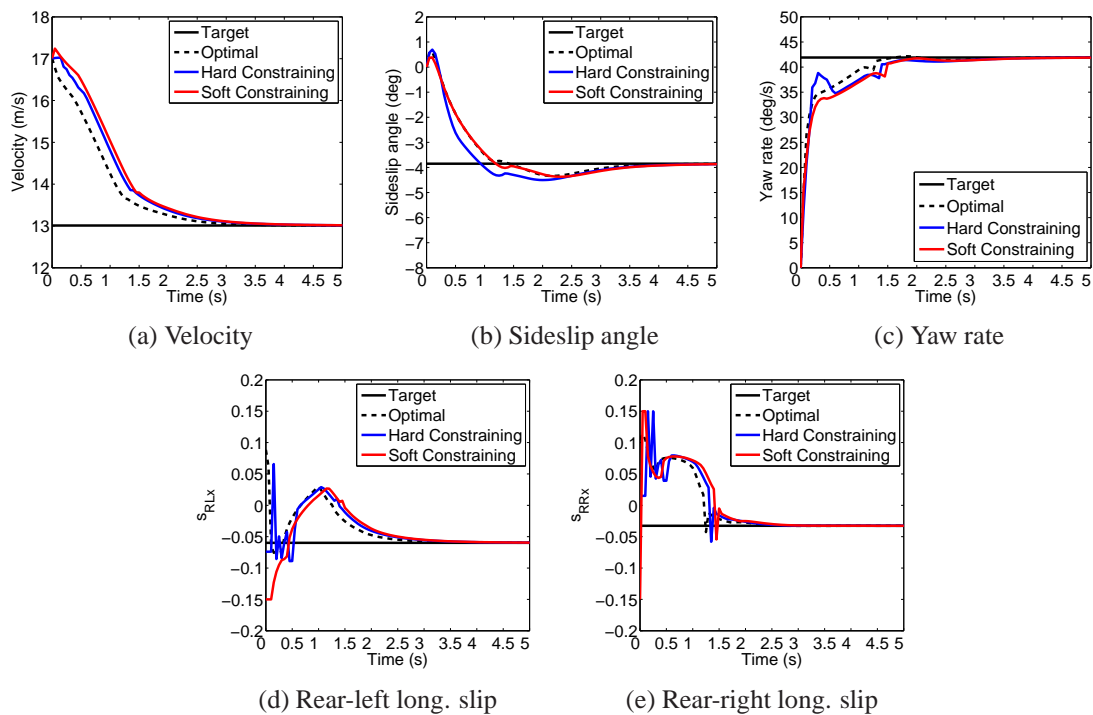 18
17
16
15
14
13
12
Velocity (m/s)
0 0.5 1 1.5 2 2.5 3 3.5 4 4.5 5
Time (s)
Target
Optimal
Hard Constraining
Soft Constraining
(a) Velocity
2
1
0
−1
−2
−3
−4
−5
−6
−7
−8
Sideslip angle (deg)
0 0.5 1 1.5 2 2.5 3 3.5 4 4.5 5
Time (s)
Target
Optimal
Hard Constraining
Soft Constraining
(b) Sideslip angle
50
45
40
35
30
25
20
15
10
5
0
Yaw rate (deg/s)
0 0.5 1 1.5 2 2.5 3 3.5 4 4.5 5
Time (s)
Target
Optimal
Hard Constraining
Soft Constraining
(c) Yaw rate
0.2
0.15
0.1
0.05
0
−0.05
−0.1
−0.15
−0.2
sRLx
0 0.5 1 1.5 2 2.5 3 3.5 4 4.5 5
Time (s)
Target
Optimal
Hard Constraining
Soft Constraining
(d) Rear-left long. slip
0.2
0.15
0.1
0.05
0
−0.05
−0.1
−0.15
−0.2
sRRx
0 0.5 1 1.5 2 2.5 3 3.5 4 4.5 5
Time (s)
Target
Optimal
Hard Constraining
Soft Constraining
(e) Rear-right long. slip